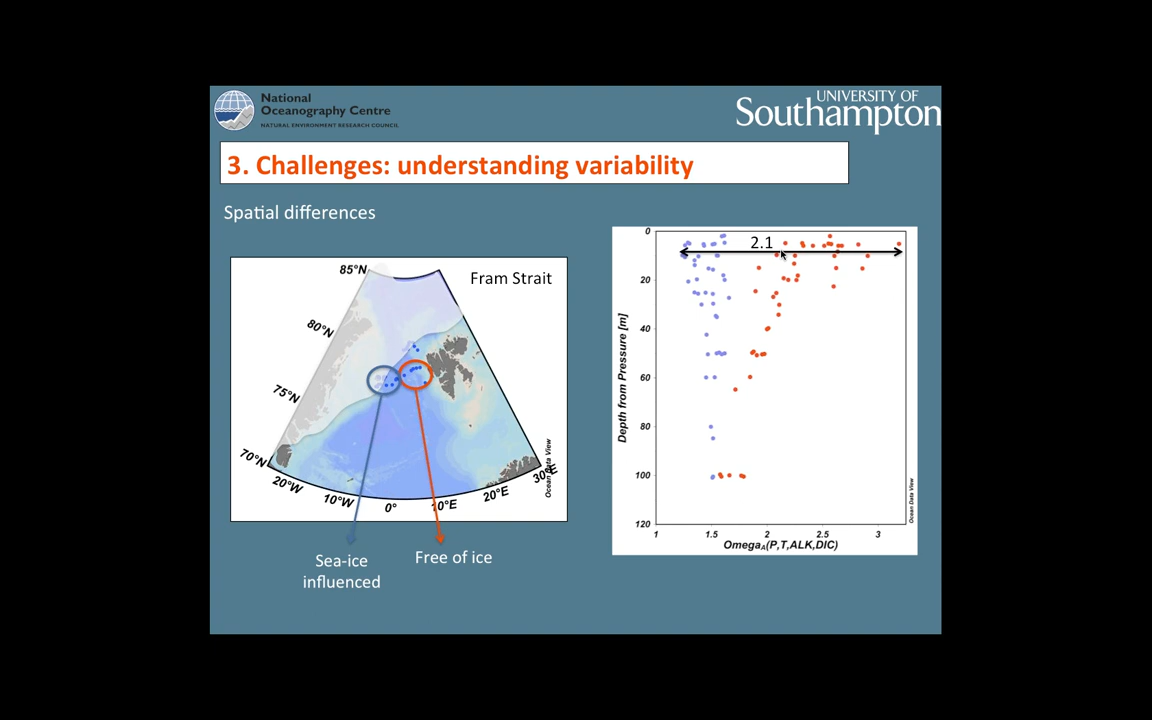 National
Oceanography Centre
NATURAL ENVIRONMENT RESEARCH COUNCIL
UNIVERSITY OF
Southampton
3. Challenges: understanding variability
Spatial differences
Fram Strait
85°N
80°N
75°N
70°N
20°W
10°W
0°
10°E
20°E
30°E
Ocean Data View
Sea-ice
influenced
Free of ice
2.1
0
20
40
60
80
100
120
Depth from Pressure [m]
1
1.5
2
2.5
3
OmegaA(P,T,ALK,DIC)
Ocean Data View